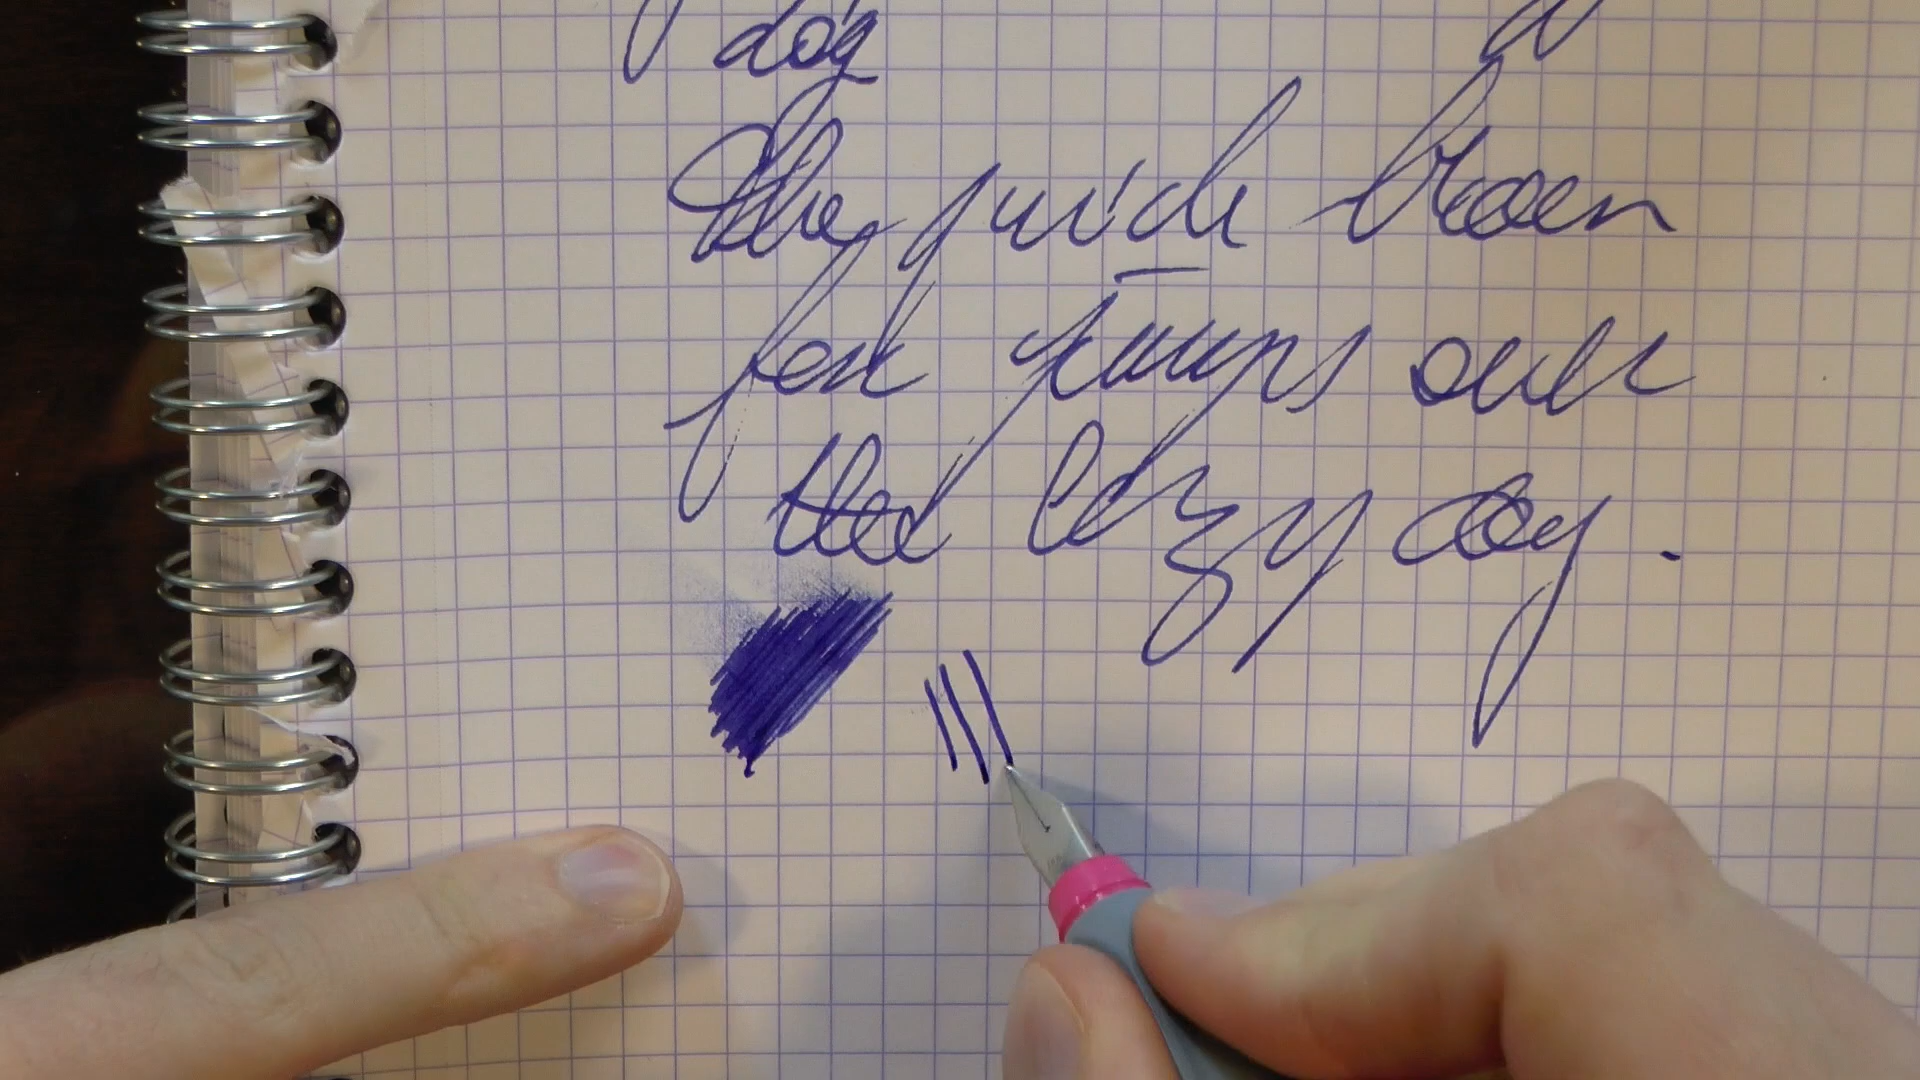 dog
The quick brown
fox jumps over
the lazy dog.